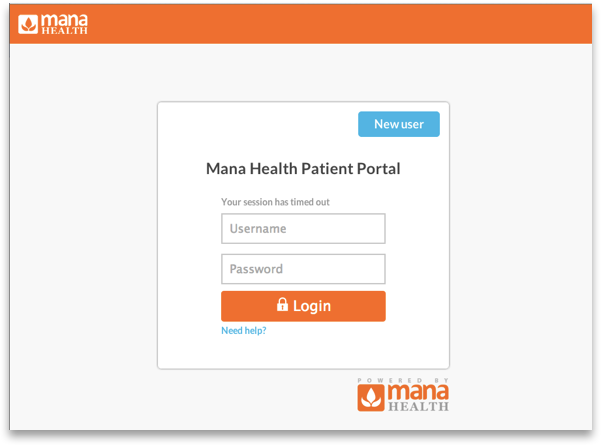 mana
HEALTH
New user
Mana Health Patient Portal
Your session has timed out
Username
Password
Login
Need help?
POWERED BY
mana
HEALTH